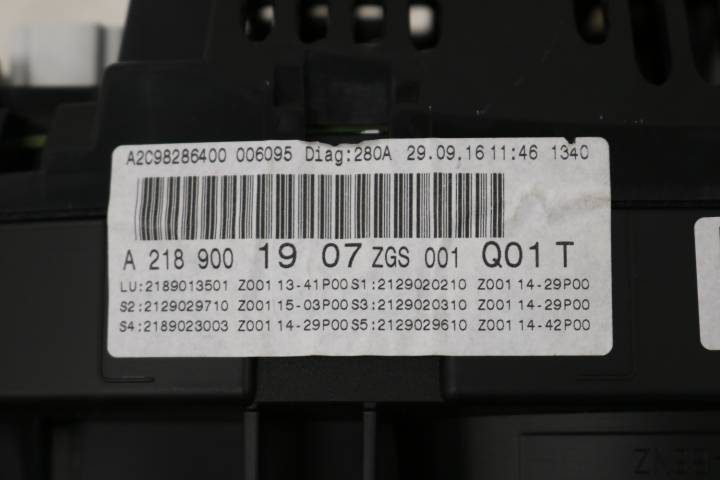 A2C98286400 006095 Diag:280A 29.09.16 11:46 1340
A 218 900 19 07 ZGS 001 Q01 T
LU:2189013501 Z001 13-41P00 S1:2129020210 Z001 14-29P00
S2:2129029710 Z001 15-03P00 S3:2129020310 Z001 14-29P00
S4:2189023003 Z001 14-29P00 S5:2129029610 Z001 14-42P00